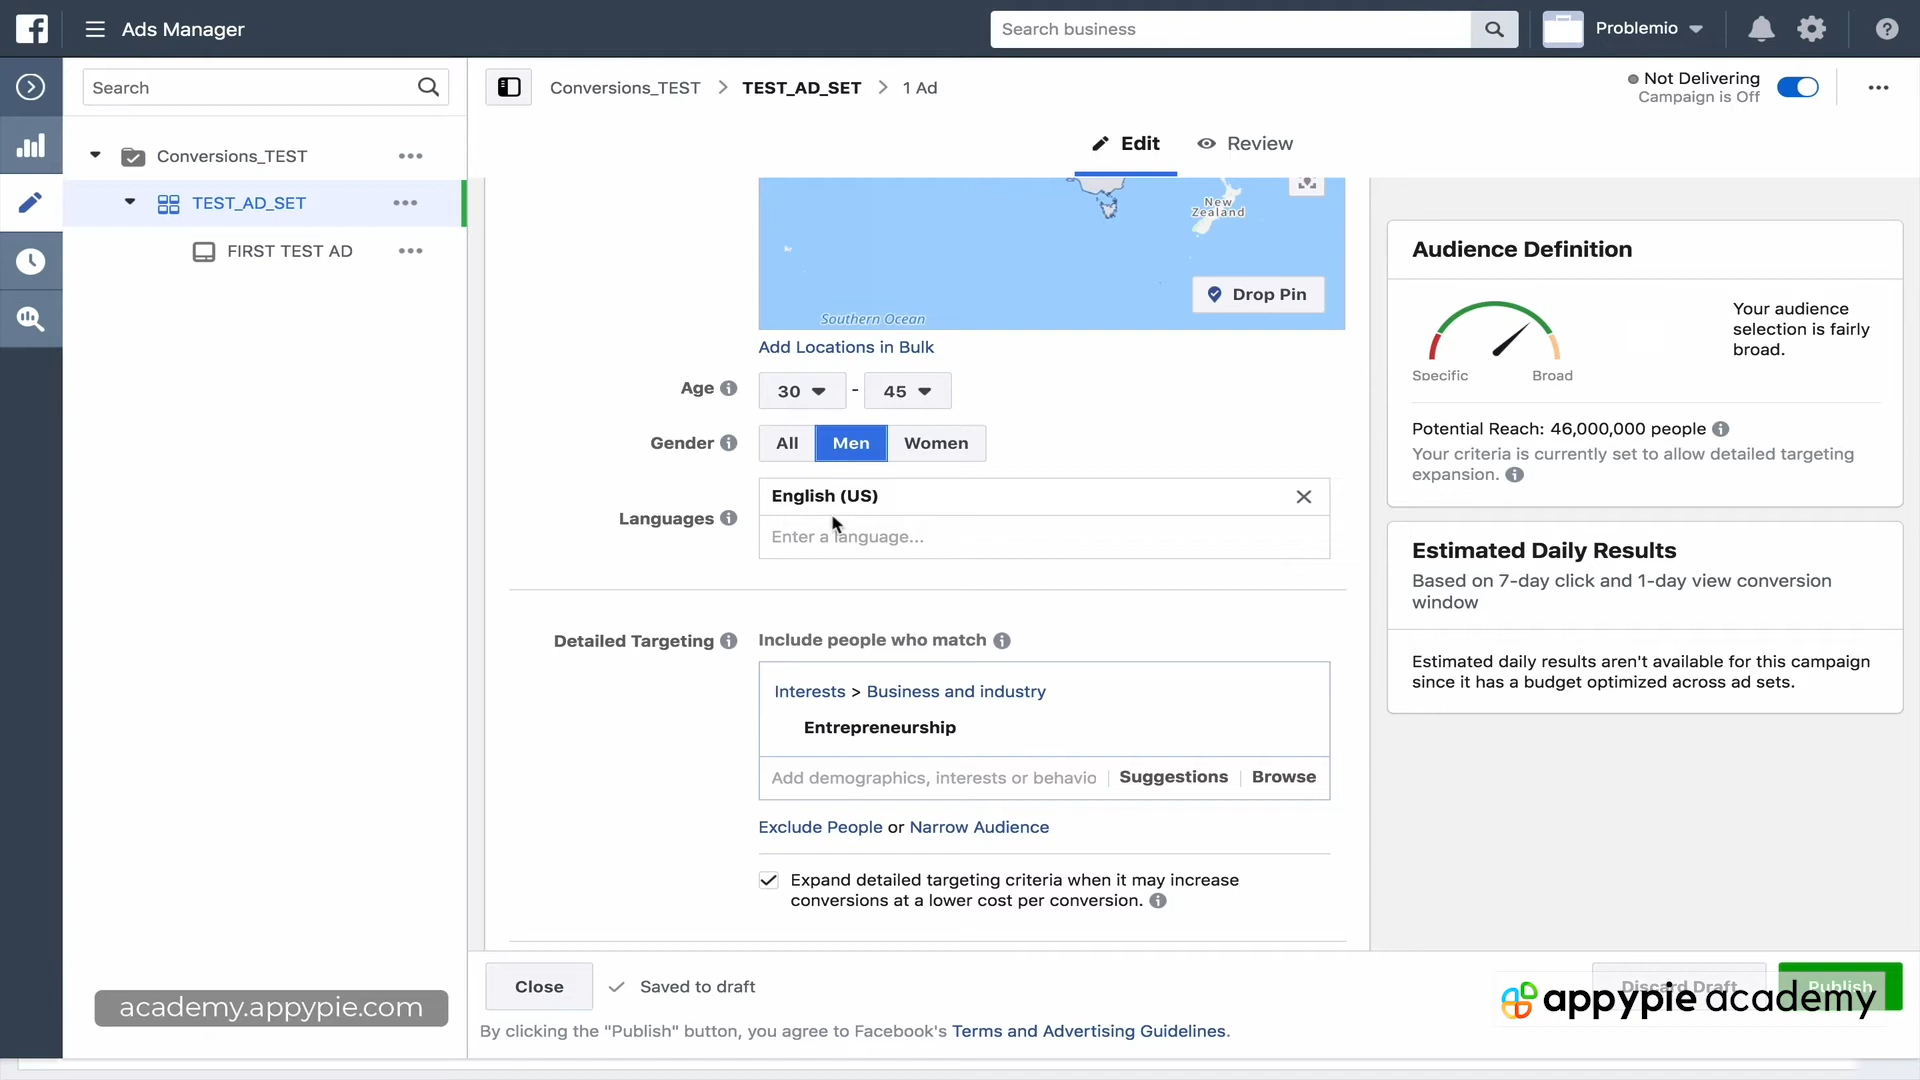 Ads Manager
Search business
Problemio
Search
Conversions_TEST
TEST_AD_SET
FIRST TEST AD
Conversions_TEST > TEST_AD_SET > 1 Ad
Not Delivering
Campaign is Off
Edit
Review
New
Zealand
Drop Pin
Southern Ocean
Add Locations in Bulk
Age
30 - 45
Gender
All
Men
Women
Languages
English (US)
Enter a language...
Detailed Targeting
Include people who match
Interests > Business and industry
Entrepreneurship
Add demographics, interests or behavio
Suggestions
Browse
Exclude People or Narrow Audience
Expand detailed targeting criteria when it may increase
conversions at a lower cost per conversion.
Audience Definition
Specific
Broad
Your audience
selection is fairly
broad.
Potential Reach: 46,000,000 people
Your criteria is currently set to allow detailed targeting
expansion.
Estimated Daily Results
Based on 7-day click and 1-day view conversion
window
Estimated daily results aren't available for this campaign
since it has a budget optimized across ad sets.
Close
Saved to draft
Discard Draft
Publish
By clicking the "Publish" button, you agree to Facebook's Terms and Advertising Guidelines.
academy.appypie.com
appypie academy